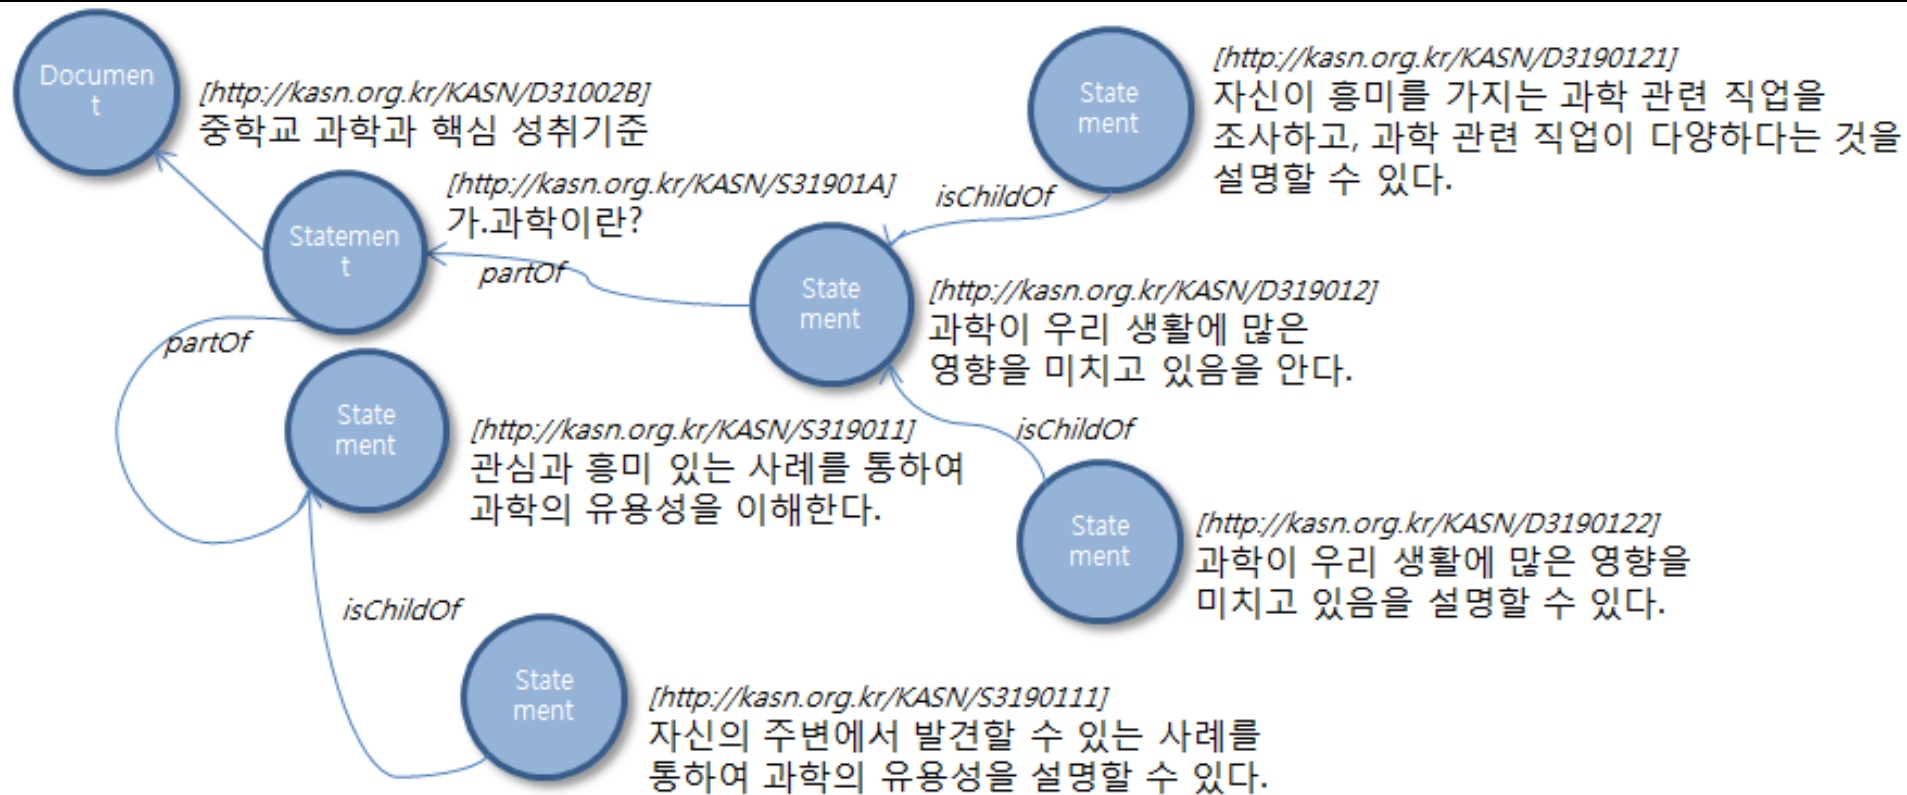 Documen
t
[http://kasn.org.kr/KASN/D31002B]
중학교 과학과 핵심 성취기준
Statemen
t
[http://kasn.org.kr/KASN/S31901A]
가.과학이란?
partOf
State
ment
[http://kasn.org.kr/KASN/D3190121]
자신이 흥미를 가지는 과학 관련 직업을
조사하고, 과학 관련 직업이 다양하다는 것을
설명할 수 있다.
isChildOf
State
ment
[http://kasn.org.kr/KASN/D319012]
과학이 우리 생활에 많은
영향을 미치고 있음을 안다.
partOf
State
ment
[http://kasn.org.kr/KASN/S319011]
관심과 흥미 있는 사례를 통하여
과학의 유용성을 이해한다.
isChildOf
State
ment
[http://kasn.org.kr/KASN/D3190122]
과학이 우리 생활에 많은 영향을
미치고 있음을 설명할 수 있다.
isChildOf
State
ment
[http://kasn.org.kr/KASN/S3190111]
자신의 주변에서 발견할 수 있는 사례를
통하여 과학의 유용성을 설명할 수 있다.